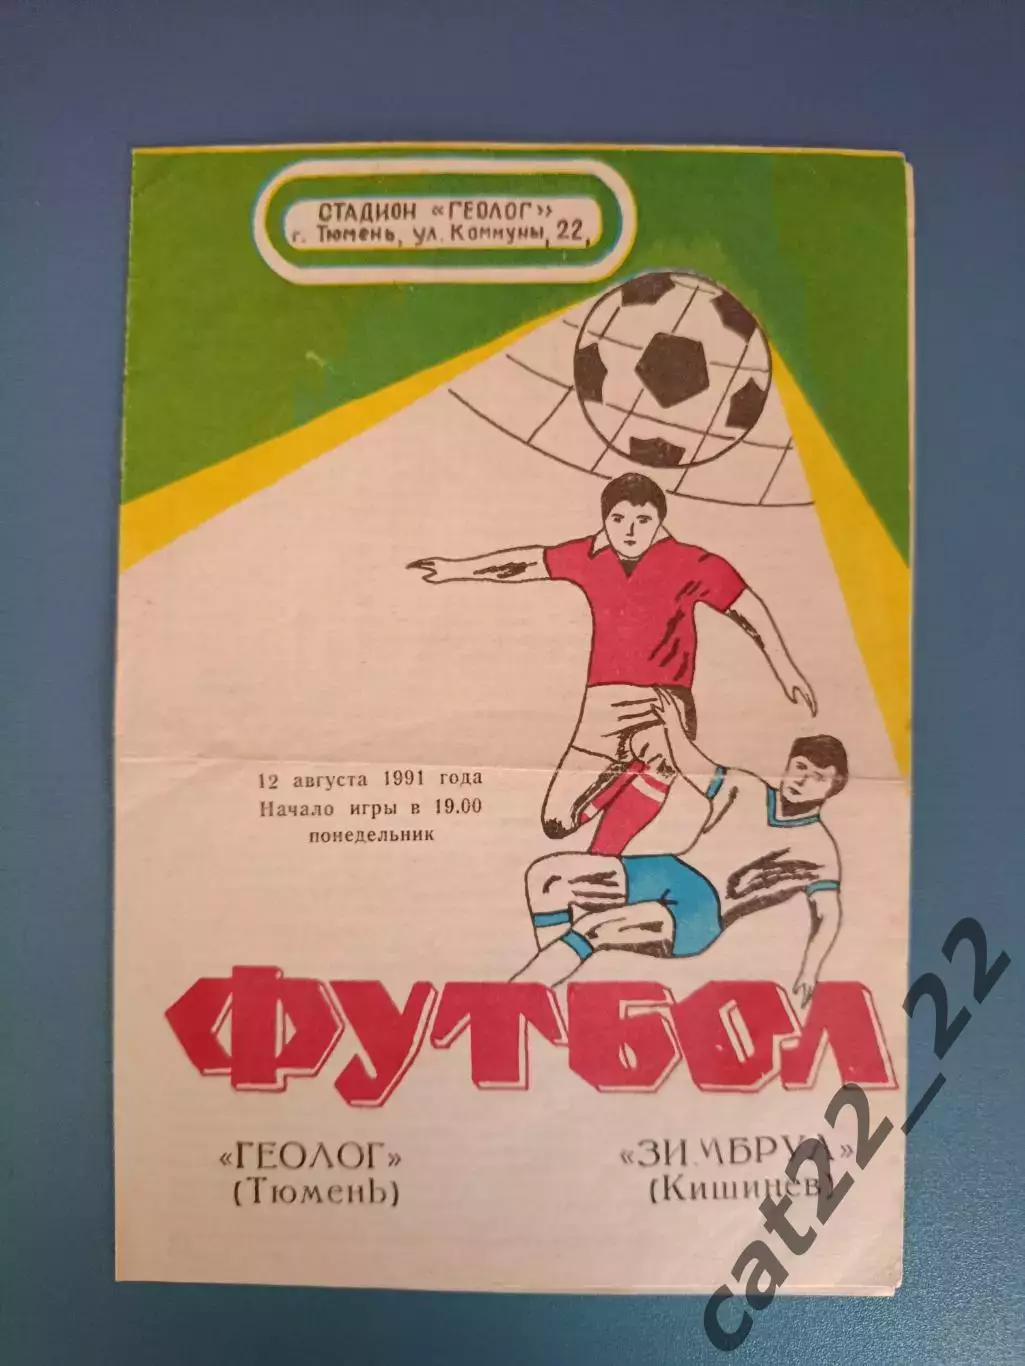 СТАДИОН «ГЕОЛОГ»
г. Тюмень, ул. Коммуны, 22,
12 августа 1991 года
Начало игры в 19.00
понедельник
ФУТБОЛ
«ГЕОЛОГ»
(Тюмень)
«ЗИМБРУЛ»
(Кишинев)
cat22_22